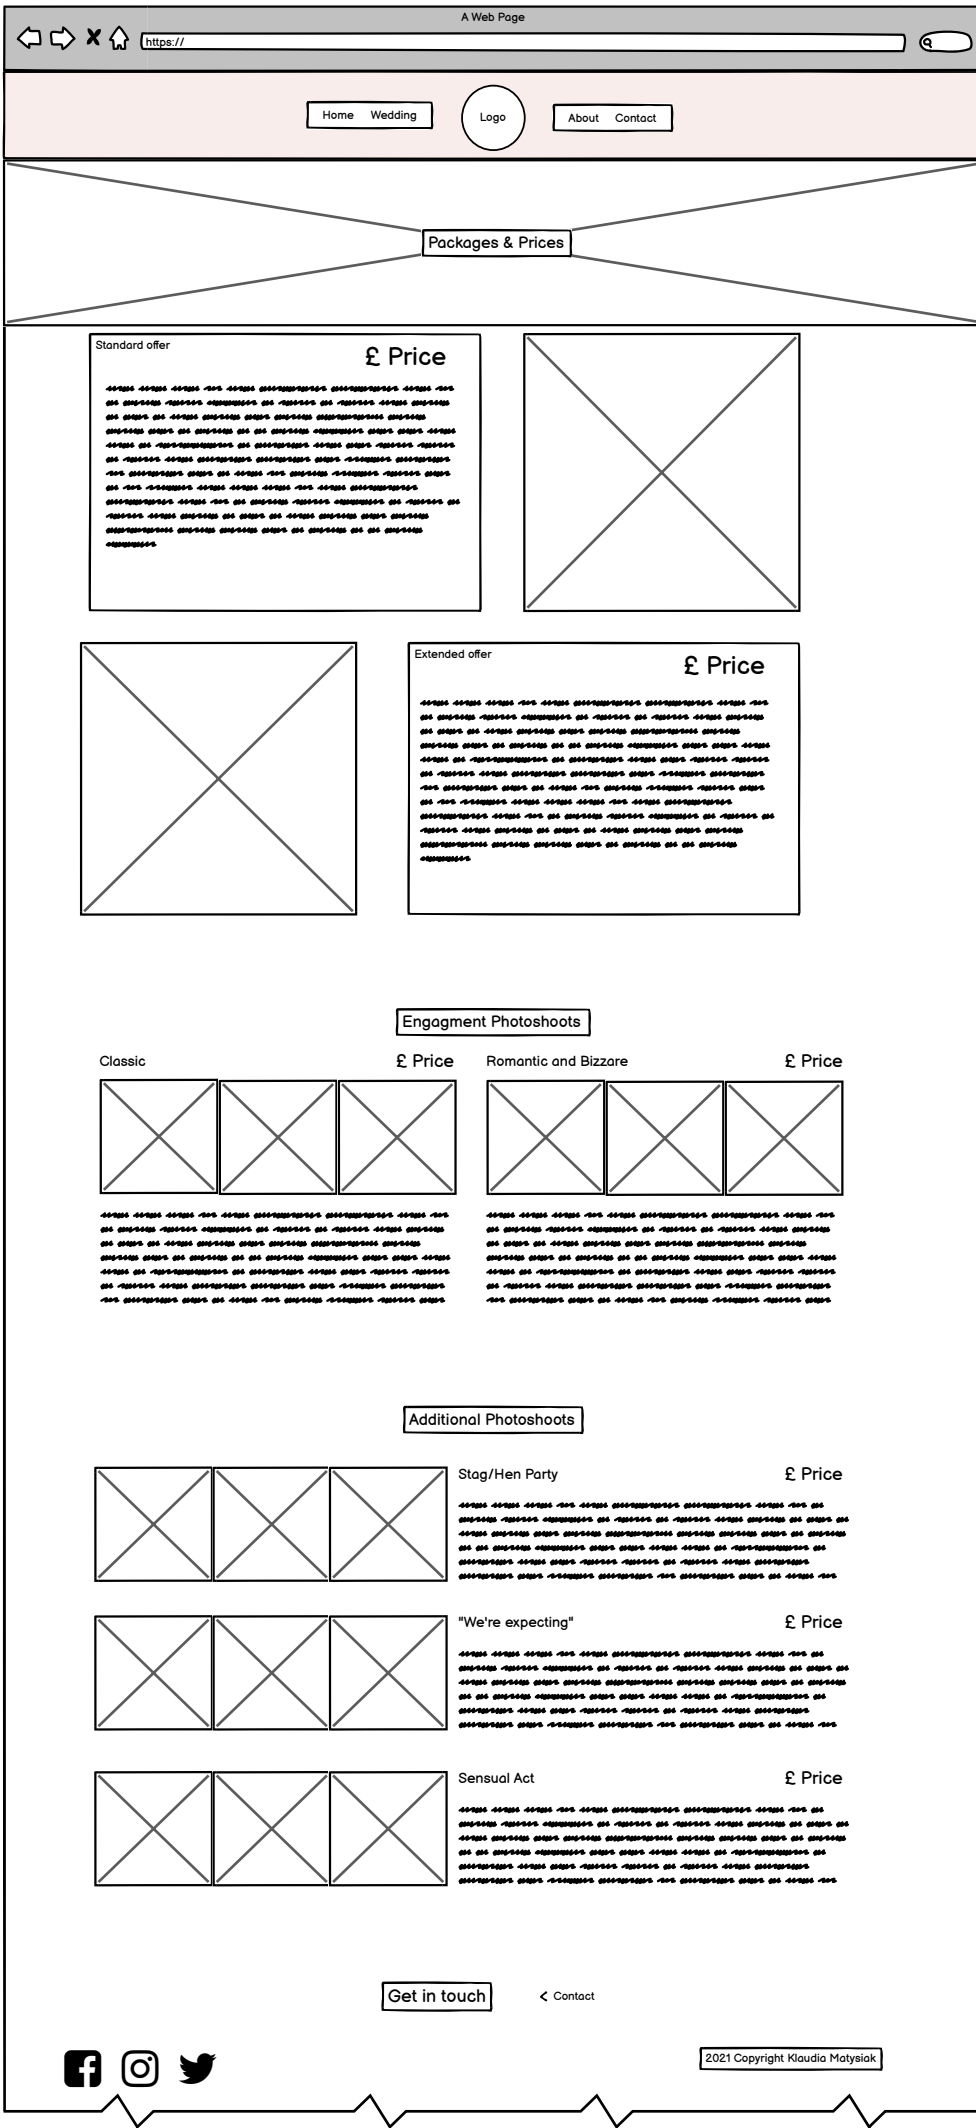 A Web Page
https://
Home Wedding
Logo
About Contact
Packages & Prices
Standard offer
£ Price
Extended offer
£ Price
Engagment Photoshoots
Classic
£ Price
Romantic and Bizzare
£ Price
Additional Photoshoots
Stag/Hen Party
£ Price
"We're expecting"
£ Price
Sensual Act
£ Price
Get in touch
< Contact
2021 Copyright Klaudia Matysiak